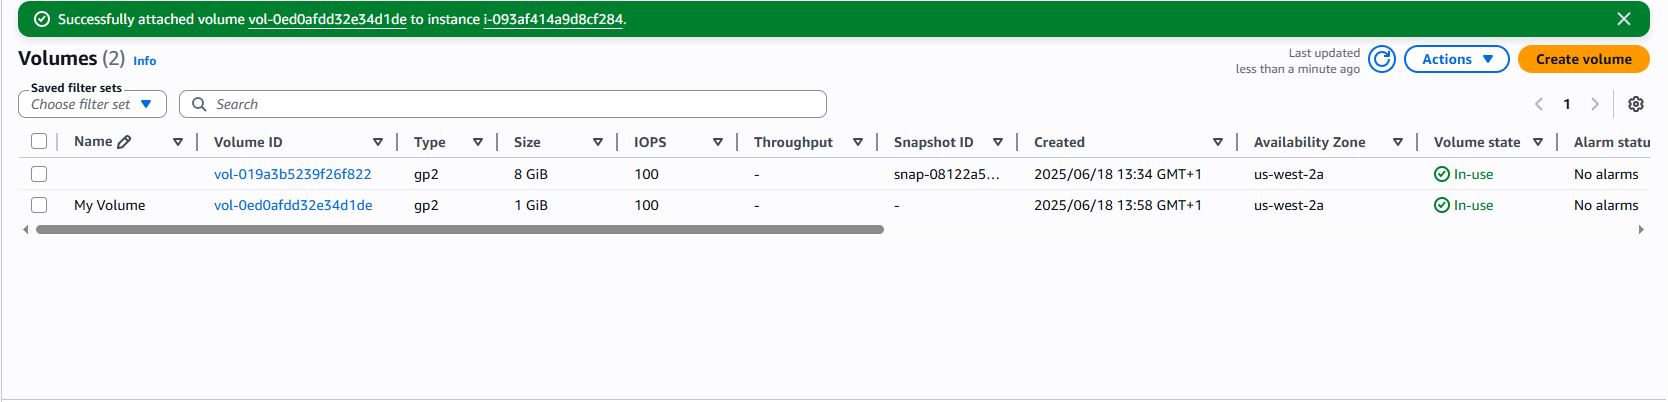 Successfully attached volume vol-0ed0afdd32e34d1de to instance i-093af414a9d8cf284.
Volumes (2) Info
Last updated
less than a minute ago
Actions
Create volume
Saved filter sets
Choose filter set
Search
1
Name Volume ID Type Size IOPS Throughput Snapshot ID Created Availability Zone Volume state Alarm statu
vol-019a3b5239f26f822 gp2 8 GiB 100 - snap-08122a5... 2025/06/18 13:34 GMT+1 us-west-2a In-use No alarms
My Volume vol-0ed0afdd32e34d1de gp2 1 GiB 100 - - 2025/06/18 13:58 GMT+1 us-west-2a In-use No alarms